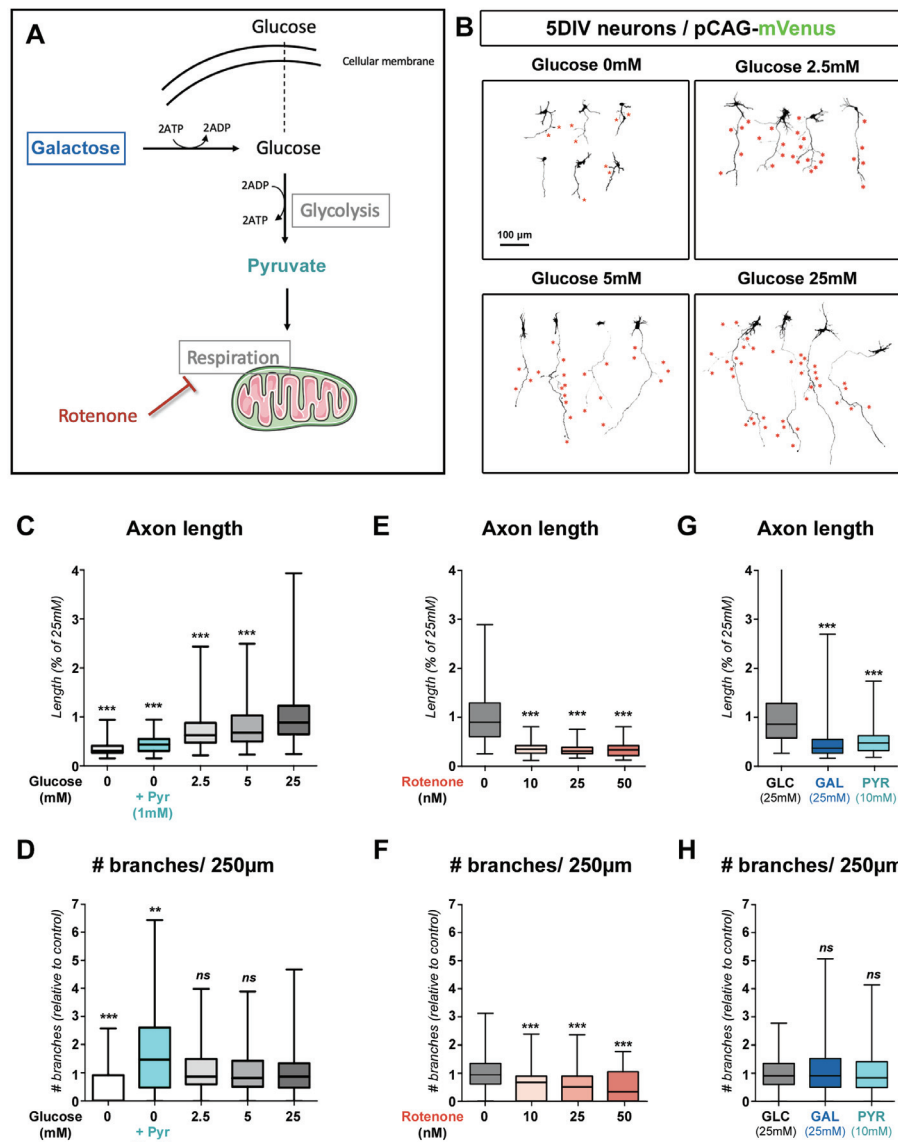 A
Glucose
Cellular membrane
2ATP 2ADP
Galactose
Glucose
2ADP
Glycolysis
2ATP
Pyruvate
Respiration
Rotenone
B
5DIV neurons / pCAG-mVenus
Glucose 0mM
Glucose 2.5mM
100 µm
Glucose 5mM
Glucose 25mM
C
Axon length
Length (% of 25mM)
4
3
2
1
0
***
***
***
***
Glucose
(mM)
0
0
2.5
5
25
+ Pyr
(1mM)
E
Axon length
Length (% of 25mM)
4
3
2
1
0
***
***
***
Rotenone
(nM)
0
10
25
50
G
Axon length
Length (% of 25mM)
4
3
2
1
0
***
***
GLC
(25mM)
GAL
(25mM)
PYR
(10mM)
D
# branches/ 250µm
# branches (relative to control)
7
6
5
4
3
2
1
0
***
**
ns
ns
Glucose
(mM)
0
0
2.5
5
25
+ Pyr
F
# branches/ 250µm
# branches (relative to control)
7
6
5
4
3
2
1
0
***
***
***
Rotenone
(nM)
0
10
25
50
H
# branches/ 250µm
# branches (relative to control)
7
6
5
4
3
2
1
0
ns
ns
GLC
(25mM)
GAL
(25mM)
PYR
(10mM)